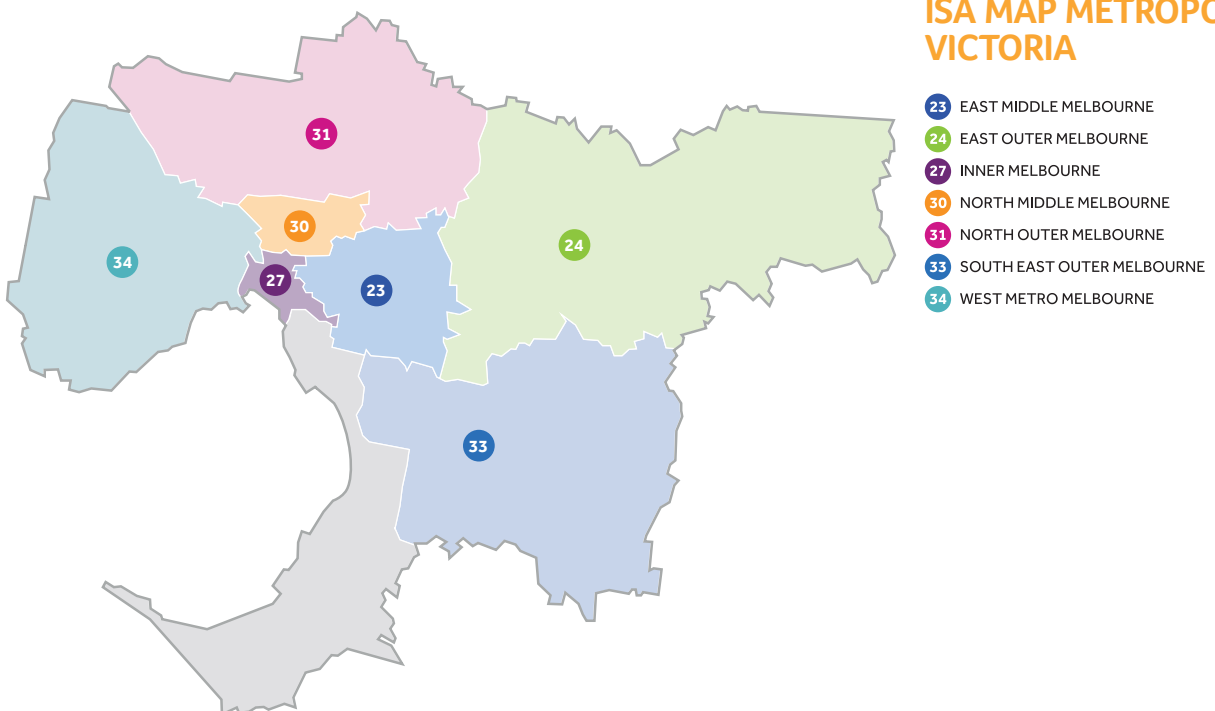 ISA MAP METROPO
VICTORIA
23 EAST MIDDLE MELBOURNE
24 EAST OUTER MELBOURNE
27 INNER MELBOURNE
30 NORTH MIDDLE MELBOURNE
31 NORTH OUTER MELBOURNE
33 SOUTH EAST OUTER MELBOURNE
34 WEST METRO MELBOURNE
31
30
24
34
27
23
33